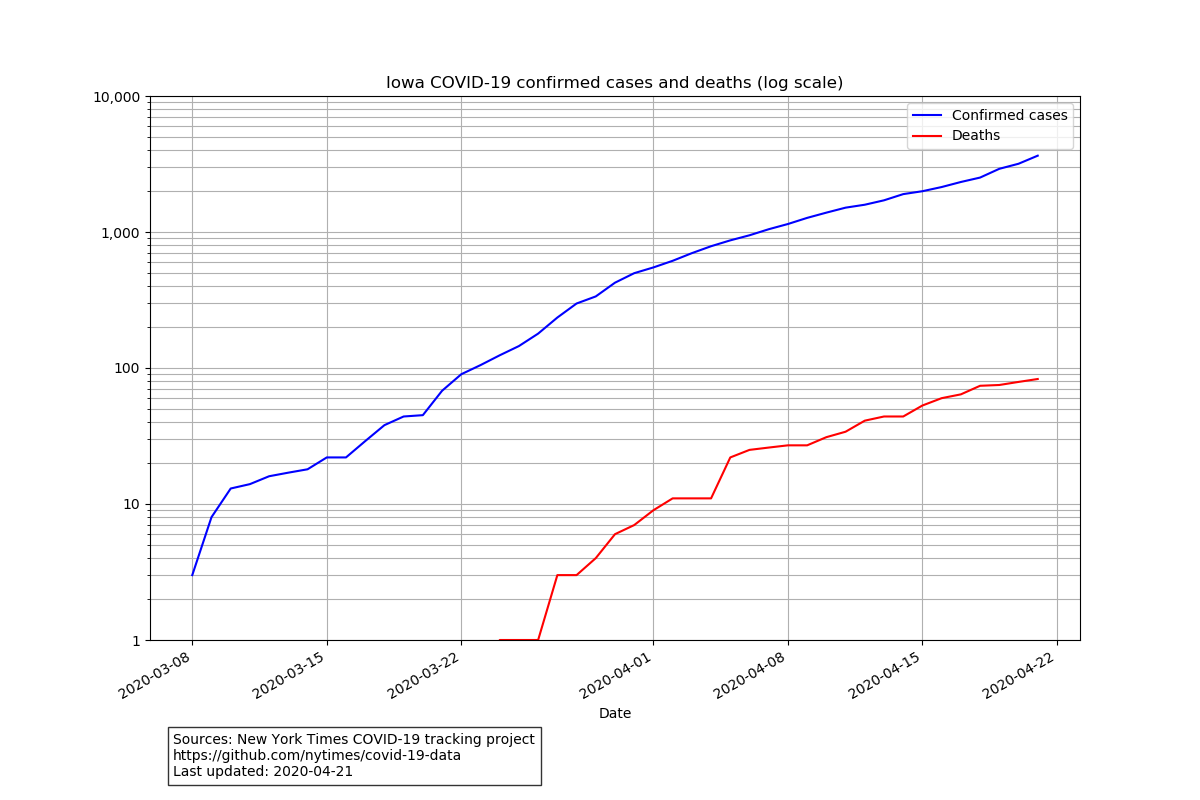 Iowa COVID-19 confirmed cases and deaths (log scale)
10,000
1,000
100
10
1
Confirmed cases
Deaths
2020-03-08
2020-03-15
2020-03-22
2020-04-01
2020-04-08
2020-04-15
2020-04-22
Date
Sources: New York Times COVID-19 tracking project
https://github.com/nytimes/covid-19-data
Last updated: 2020-04-21